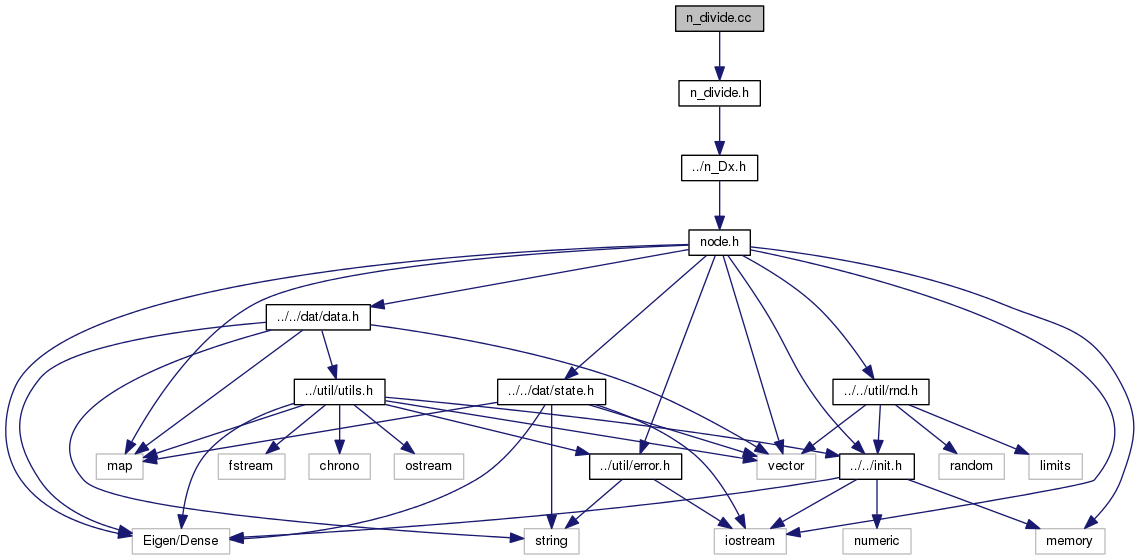 n_divide.cc
n_divide.h
../n_Dx.h
node.h
../../dat/data.h
../util/utils.h
../../dat/state.h
../../util/rnd.h
map
fstream
chrono
ostream
../util/error.h
vector
../../init.h
random
limits
Eigen/Dense
string
iostream
numeric
memory